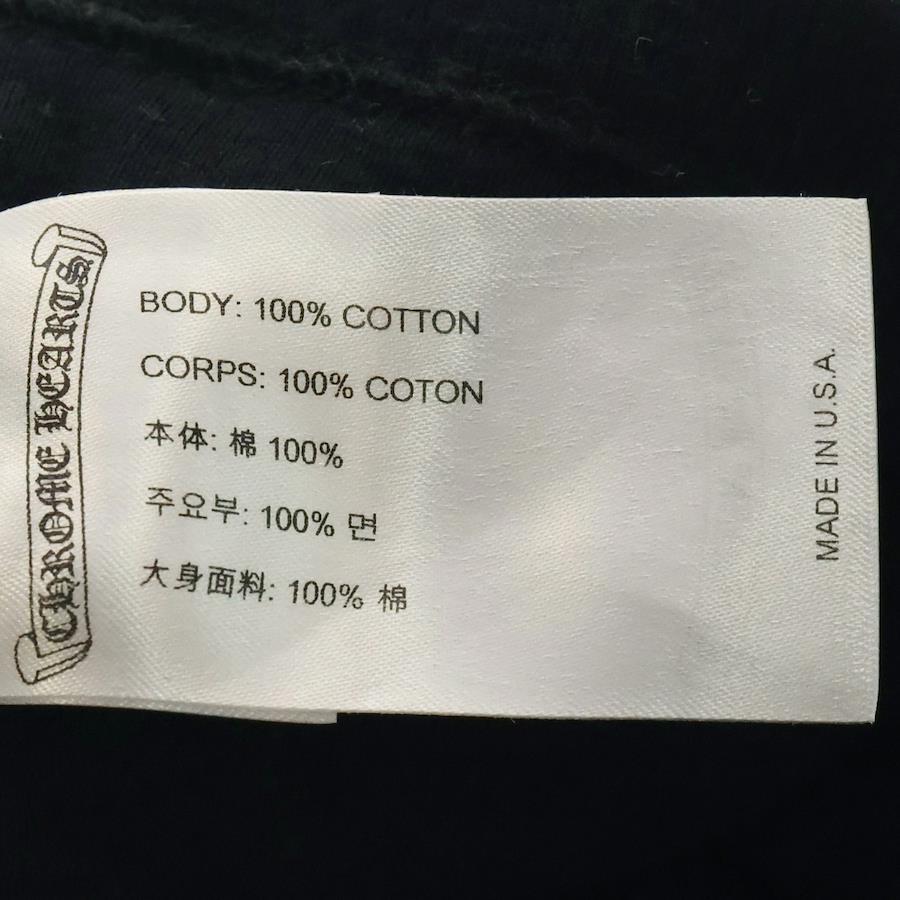 CHROME HEARTS
BODY: 100% COTTON
CORPS: 100% COTON
本体: 棉 100%
주요부: 100% 면
大身面料: 100% 棉
MADE IN U.S.A.